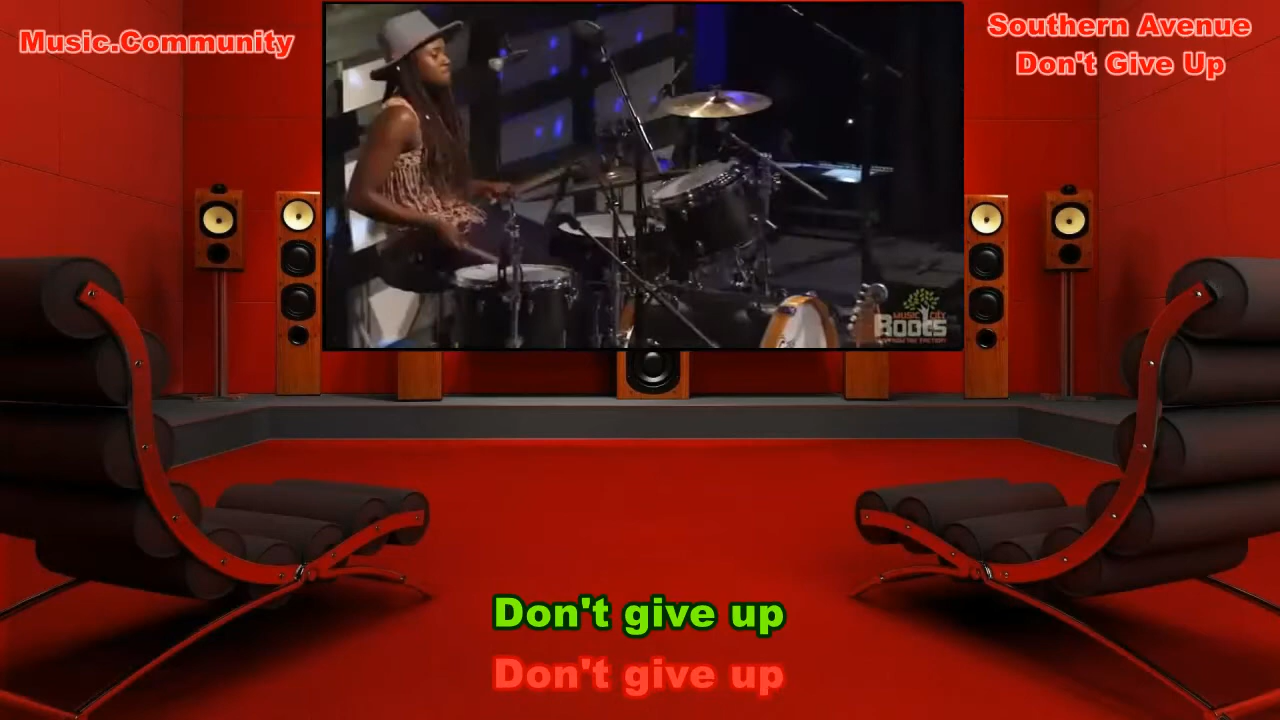 Music.Community
Southern Avenue
Don't Give Up
MUSIC CITY
ROOTS
Don't give up
Don't give up